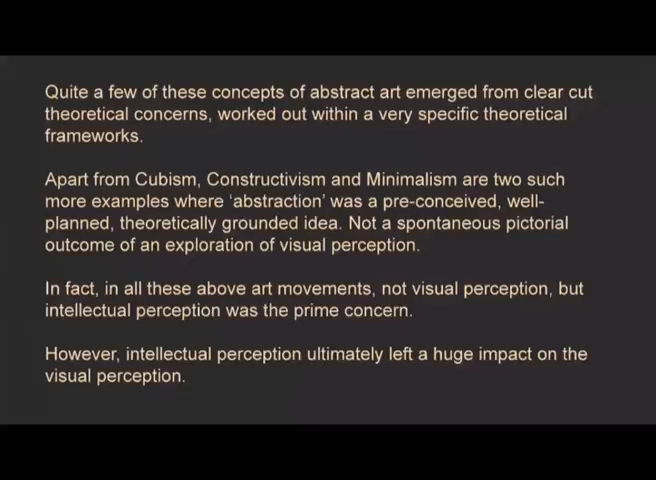 Quite a few of these concepts of abstract art emerged from clear cut
theoretical concerns, worked out within a very specific theoretical
frameworks.
Apart from Cubism, Constructivism and Minimalism are two such
more examples where ‘abstraction’ was a pre-conceived, well-
planned, theoretically grounded idea. Not a spontaneous pictorial
outcome of an exploration of visual perception.
In fact, in all these above art movements, not visual perception, but
intellectual perception was the prime concern.
However, intellectual perception ultimately left a huge impact on the
visual perception.